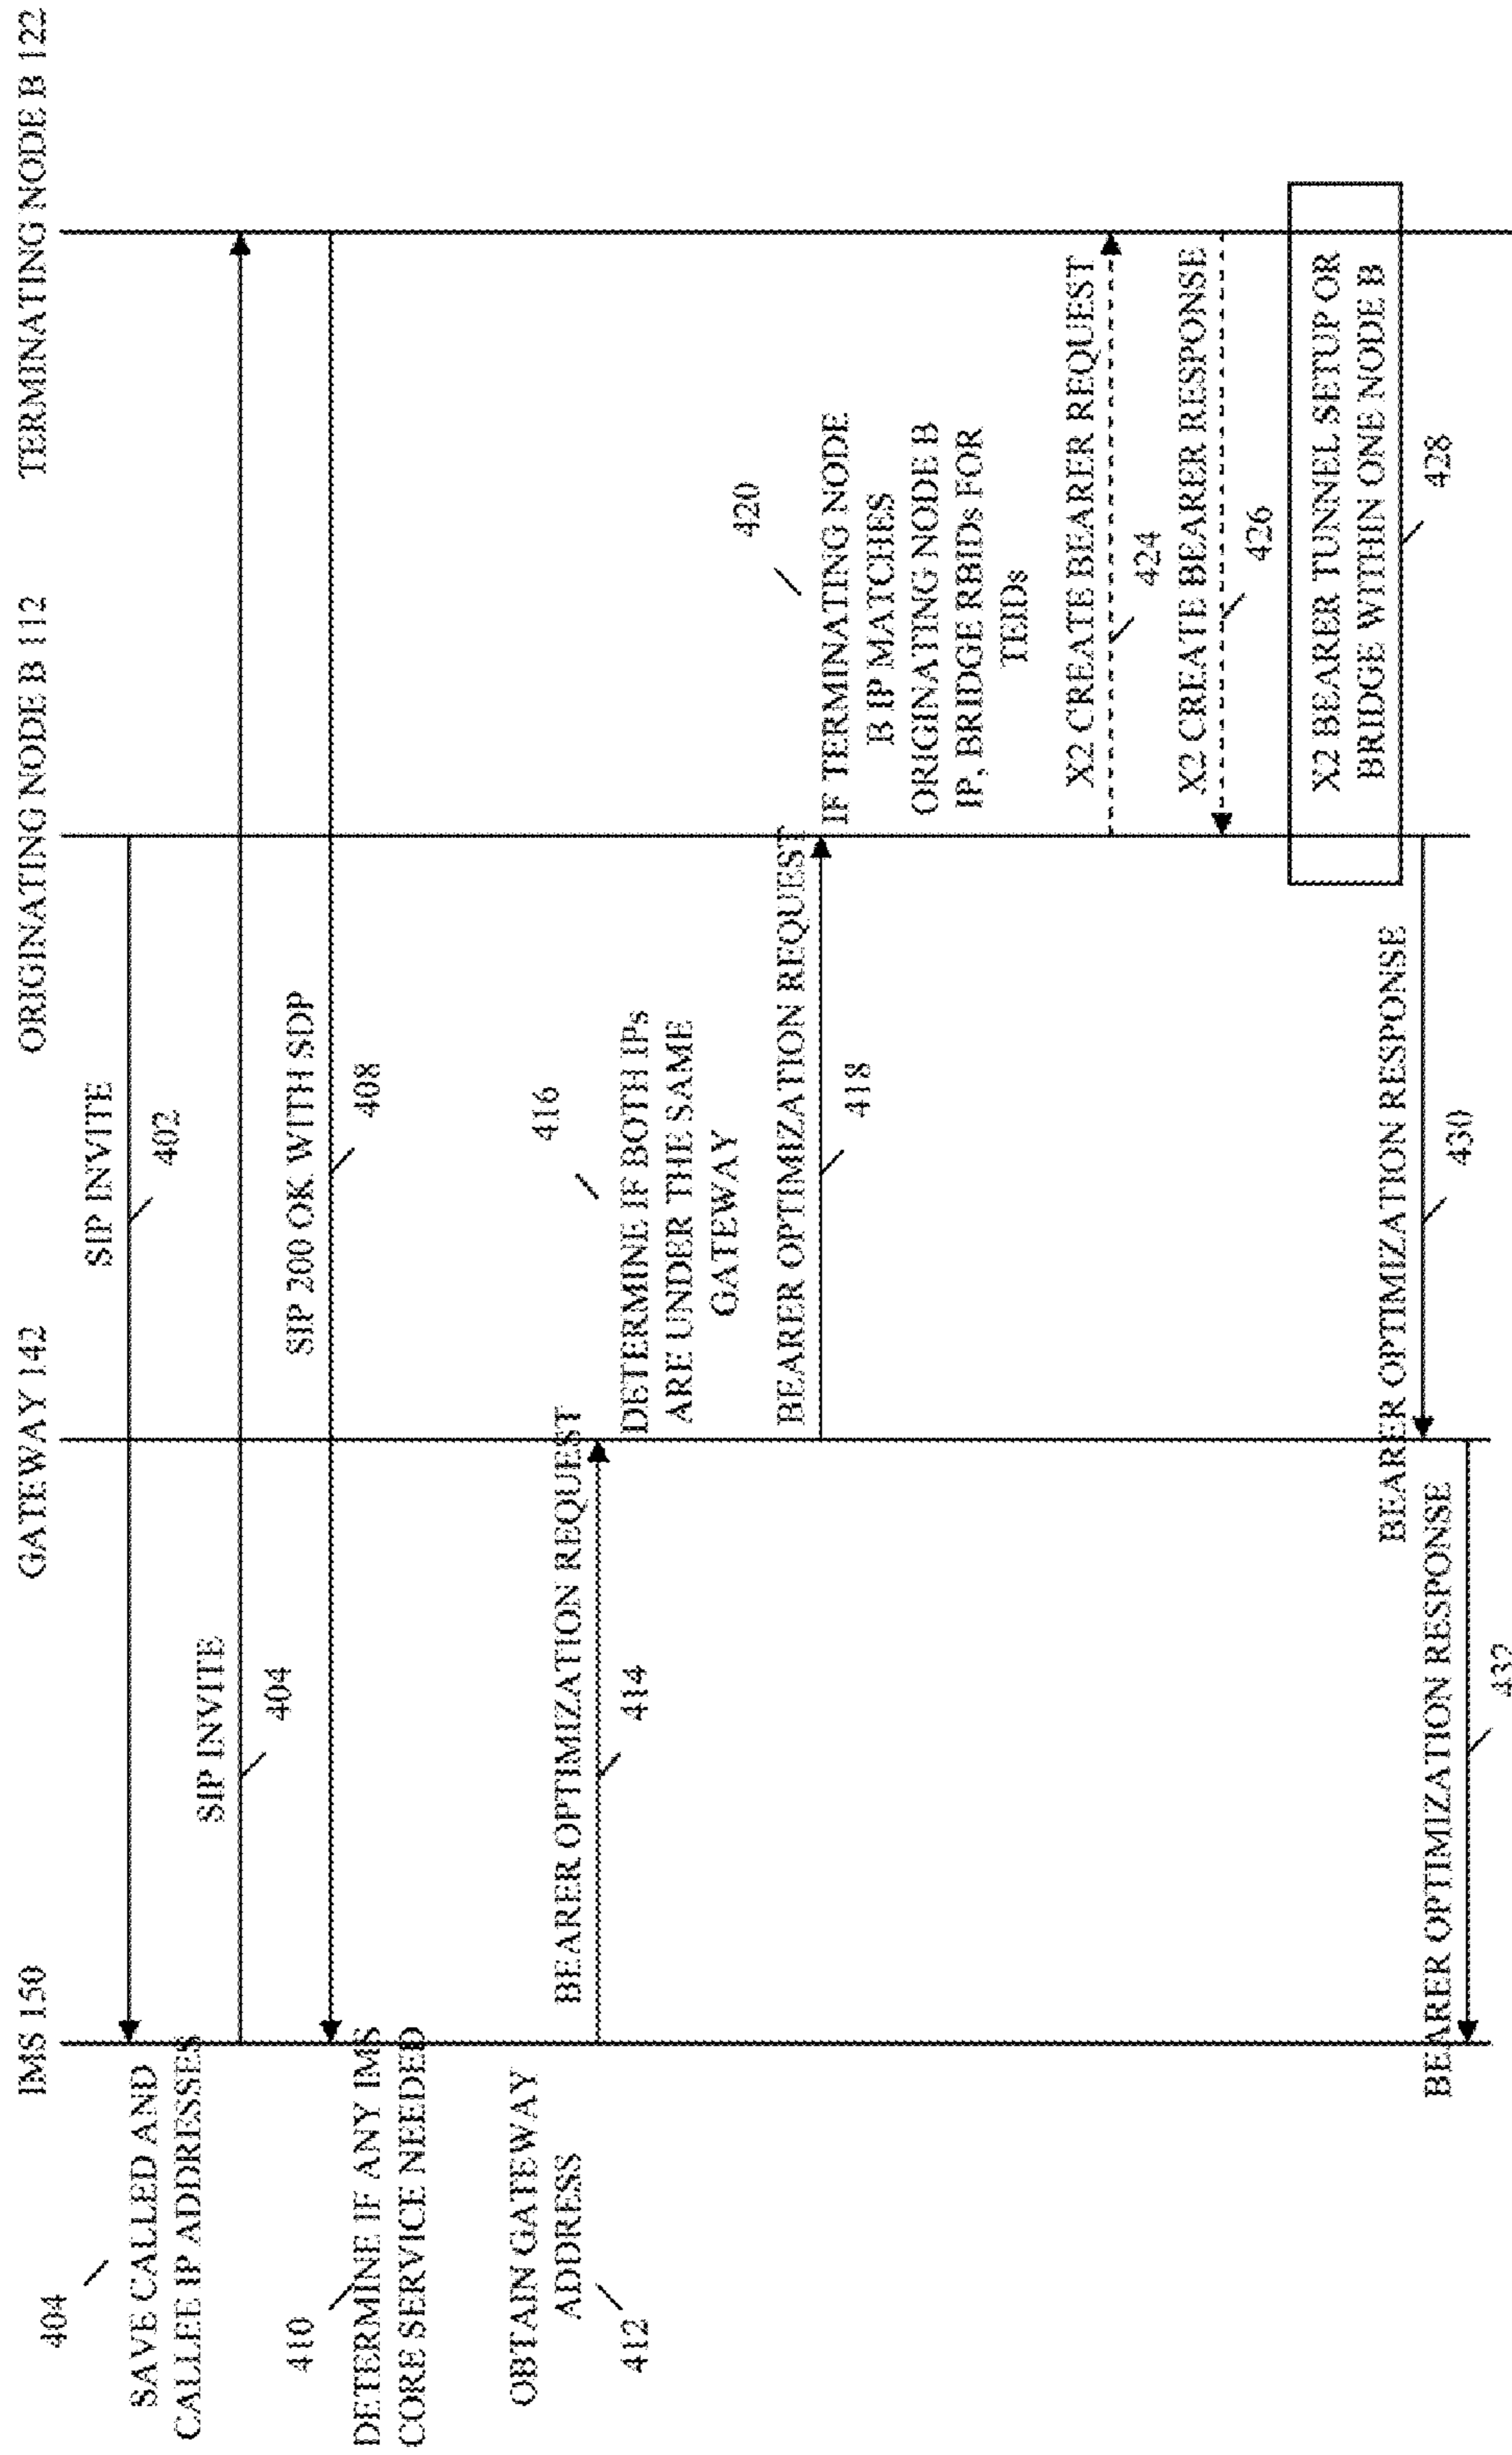 IMS 150
GATEWAY 142
ORIGINATING NODE B 112
TERMINATING NODE B 122
404
SAVE CALLED AND
CALLEE IP ADDRESSES
SIP INVITE
402
SIP INVITE
404
SIP 200 OK WITH SDP
408
410
DETERMINE IF ANY IMS
CORE SERVICE NEEDED
OBTAIN GATEWAY
ADDRESS
412
BEARER OPTIMIZATION REQUEST
414
416
DETERMINE IF BOTH IPs
ARE UNDER THE SAME
GATEWAY
BEARER OPTIMIZATION REQUEST
418
420
IF TERMINATING NODE
B IP MATCHES
ORIGINATING NODE B
IP, BRIDGE RBIDs FOR
TEIDs
X2 CREATE BEARER REQUEST
424
X2 CREATE BEARER RESPONSE
426
X2 BEARER TUNNEL SETUP OR
BRIDGE WITHIN ONE NODE B
428
BEARER OPTIMIZATION RESPONSE
430
BEARER OPTIMIZATION RESPONSE
432